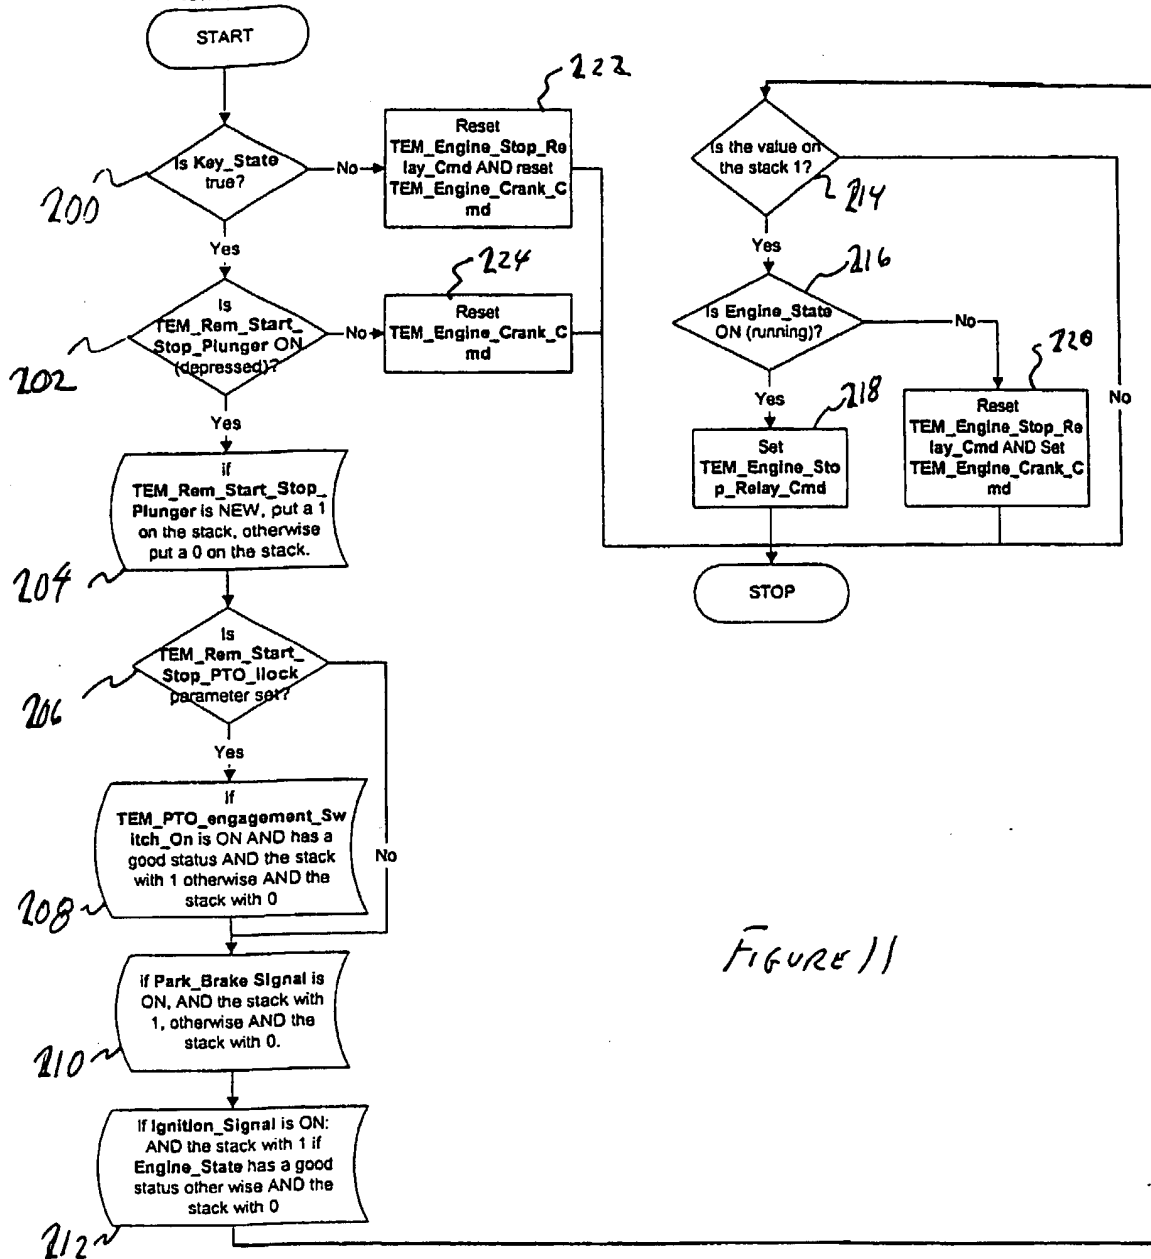 START
Is Key_State
true?
200
No
Reset
TEM_Engine_Stop_Re
lay_Cmd AND reset
TEM_Engine_Crank_C
md
222
Yes
Is
TEM_Rem_Start_
Stop_Plunger ON
(depressed)?
202
No
Reset
TEM_Engine_Crank_C
md
224
Yes
if
TEM_Rem_Start_Stop_
Plunger is NEW, put a 1
on the stack, otherwise
put a 0 on the stack.
204
Is
TEM_Rem_Start_
Stop_PTO_Ilock
parameter set?
206
Yes
No
If
TEM_PTO_engagement_Sw
itch_On is ON AND has a
good status AND the stack
with 1 otherwise AND the
stack with 0
208
if Park_Brake Signal is
ON, AND the stack with
1, otherwise AND the
stack with 0.
210
If Ignition_Signal is ON:
AND the stack with 1 if
Engine_State has a good
status other wise AND the
stack with 0
212
Is the value on
the stack 1?
214
Yes
No
Is Engine_State
ON (running)?
216
No
Yes
Set
TEM_Engine_Sto
p_Relay_Cmd
218
Reset
TEM_Engine_Stop_Re
lay_Cmd AND Set
TEM_Engine_Crank_C
md
220
STOP
FIGURE 11